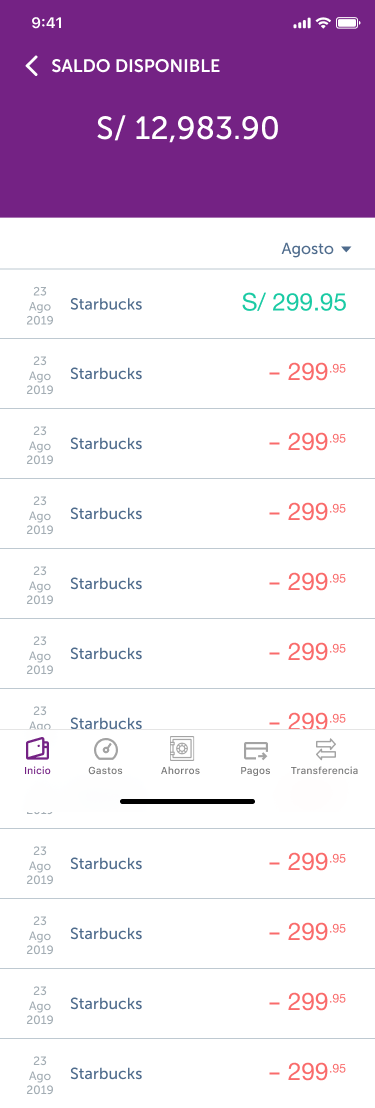 9:41
SALDO DISPONIBLE
S/ 12,983.90
Agosto
23
Ago
2019
Starbucks
S/ 299.95
23
Ago
2019
Starbucks
– 299.95
23
Ago
2019
Starbucks
– 299.95
23
Ago
2019
Starbucks
– 299.95
23
Ago
2019
Starbucks
– 299.95
23
Ago
2019
Starbucks
– 299.95
23
Ago
Starbucks
– 299.95
Inicio
Gastos
Ahorros
Pagos
Transferencia
23
Ago
2019
Starbucks
– 299.95
23
Ago
2019
Starbucks
– 299.95
23
Ago
2019
Starbucks
– 299.95
23
Ago
2019
Starbucks
– 299.95